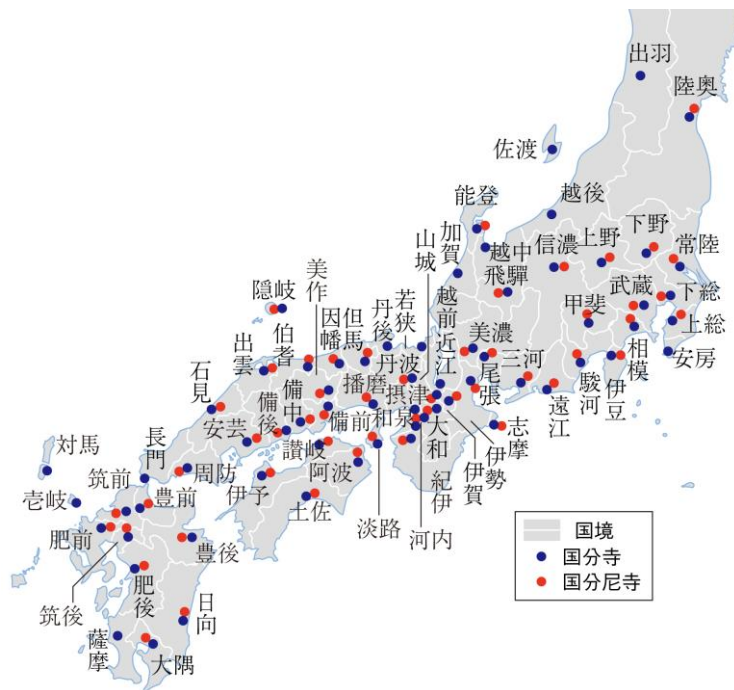 出羽
陸奥
佐渡
能登
越後
加賀
越中
信濃
上野
下野
常陸
飛驒
山城
越前
近江
武蔵
下総
甲斐
上総
隠岐
美作
因幡
但馬
丹後
若狭
丹波
美濃
尾張
三河
相模
安房
出雲
伯耆
石見
播磨
摂津
遠江
駿河
伊豆
備後
備中
備前
和泉
大和
志摩
安芸
讃岐
伊勢
対馬
長門
周防
阿波
紀伊
伊賀
筑前
豊前
伊予
土佐
壱岐
淡路
河内
肥前
豊後
筑後
肥後
日向
薩摩
大隅
国境
国分寺
国分尼寺